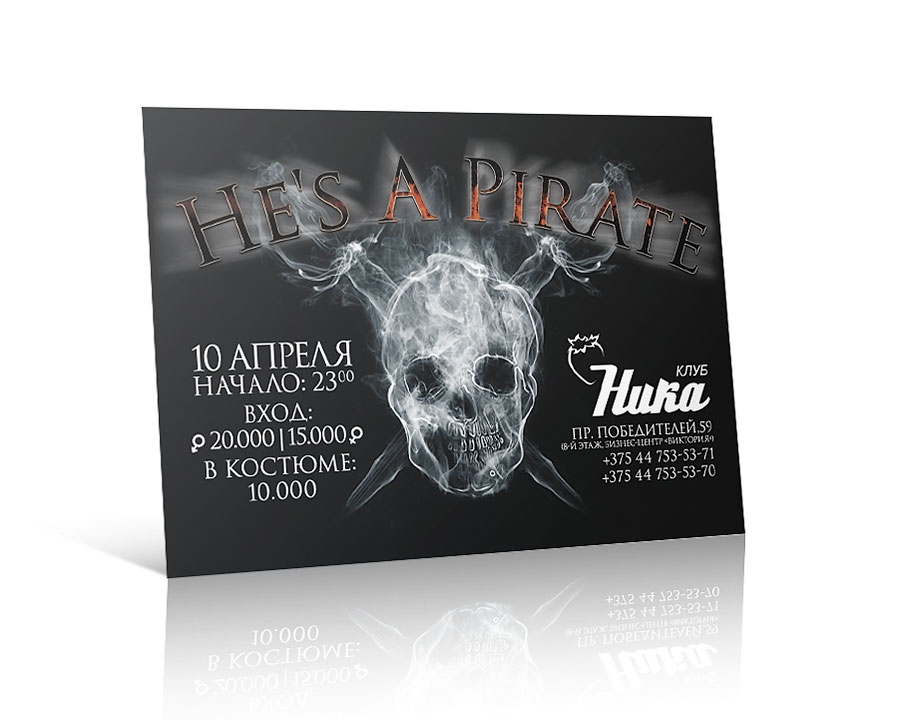 HE'S A PIRATE
10 АПРЕЛЯ
НАЧАЛО: 23⁰⁰
ВХОД:
♂ 20.000 | 15.000 ♀
В КОСТЮМЕ:
10.000
КЛУБ
Ника
ПР. ПОБЕДИТЕЛЕЙ,59
(8-Й ЭТАЖ, БИЗНЕС-ЦЕНТР «ВИКТОРИЯ»)
+375 44 753-53-71
+375 44 753-53-70